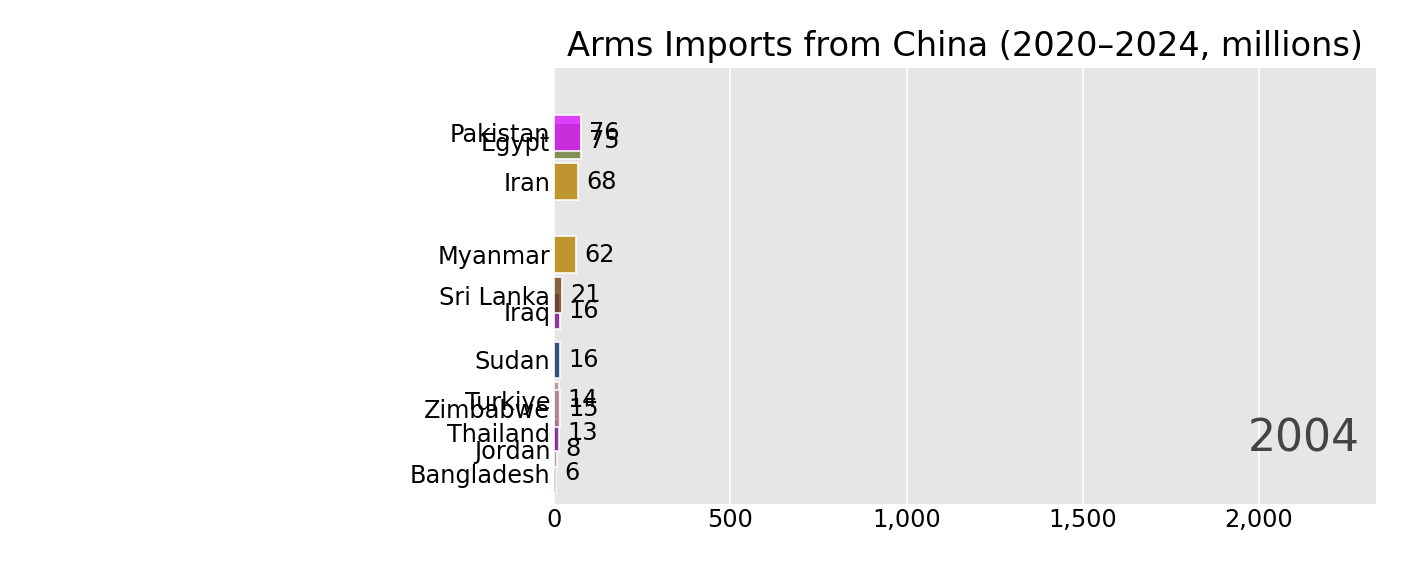 Arms Imports from China (2020–2024, millions)
Pakistan 76
Egypt 75
Iran 68
Myanmar 62
Sri Lanka 21
Iraq 16
Sudan 16
Turkiye 14
Zimbabwe 15
Thailand 13
Jordan 8
Bangladesh 6
2004
0 500 1,000 1,500 2,000